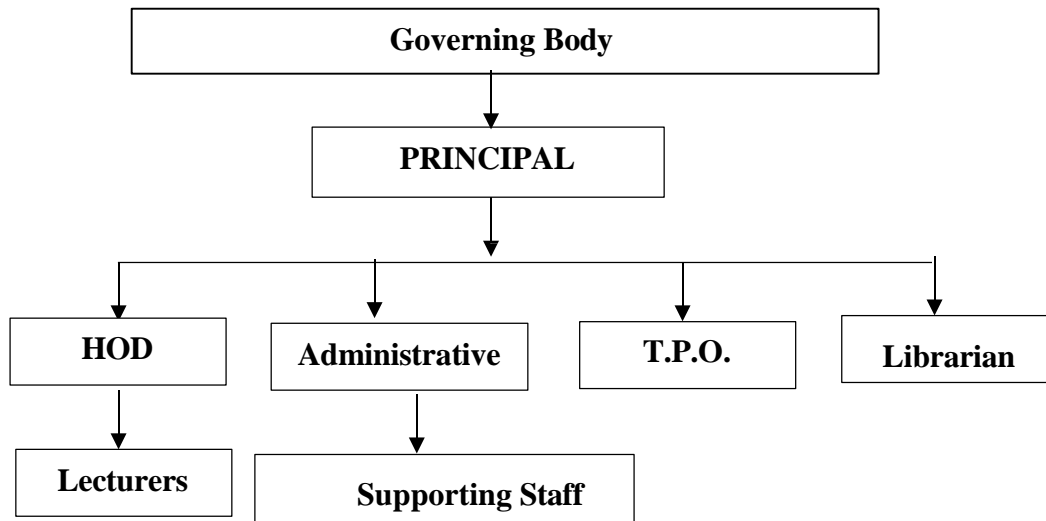 Governing Body
PRINCIPAL
HOD
Administrative
T.P.O.
Librarian
Lecturers
Supporting Staff